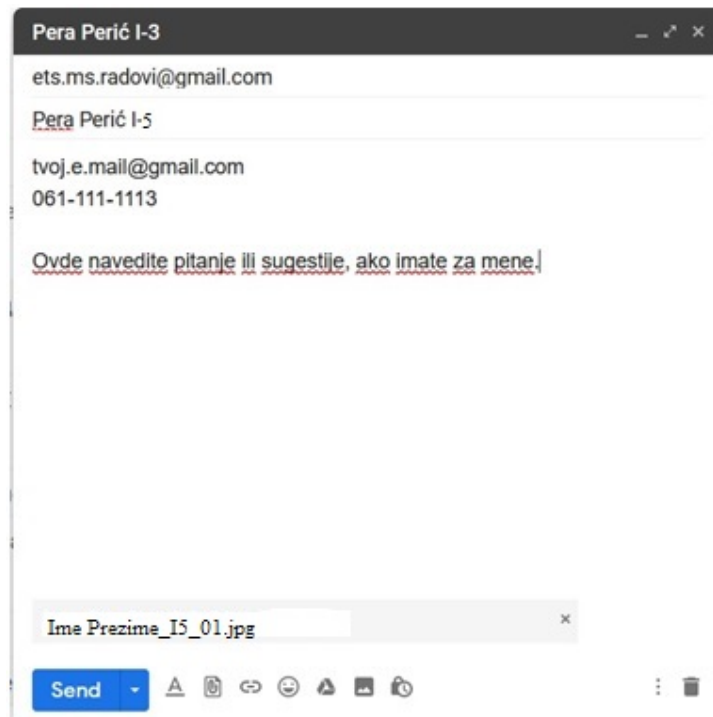 Pera Perić I-3
ets.ms.radovi@gmail.com
Pera Perić I-5
tvoj.e.mail@gmail.com
061-111-1113
Ovde navedite pitanje ili sugestije, ako imate za mene.
Ime Prezime_I5_01.jpg
Send